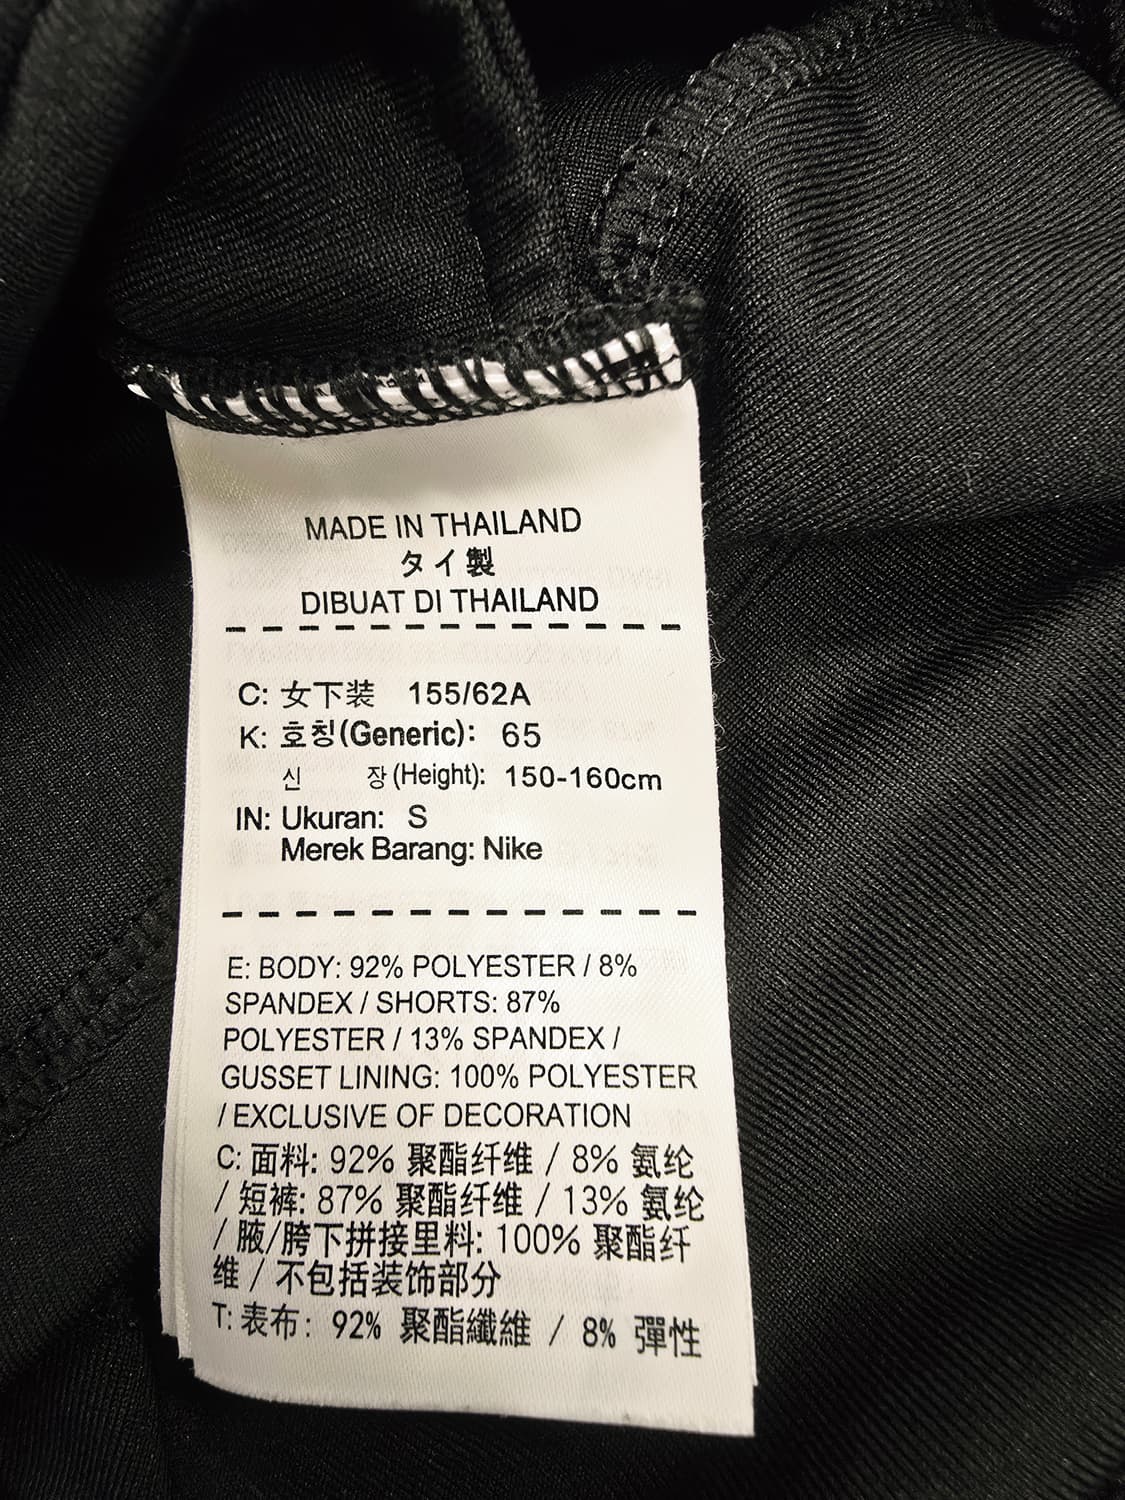 MADE IN THAILAND
タイ製
DIBUAT DI THAILAND
C: 女下装 155/62A
K: 호칭(Generic): 65
신 장(Height): 150-160cm
IN: Ukuran: S
Merek Barang: Nike
E: BODY: 92% POLYESTER / 8%
SPANDEX / SHORTS: 87%
POLYESTER / 13% SPANDEX /
GUSSET LINING: 100% POLYESTER
/ EXCLUSIVE OF DECORATION
C: 面料: 92% 聚酯纤维 / 8% 氨纶
/ 短裤: 87% 聚酯纤维 / 13% 氨纶
/ 腋/胯下拼接里料: 100% 聚酯纤
维 / 不包括装饰部分
T: 表布: 92% 聚酯纖維 / 8% 彈性